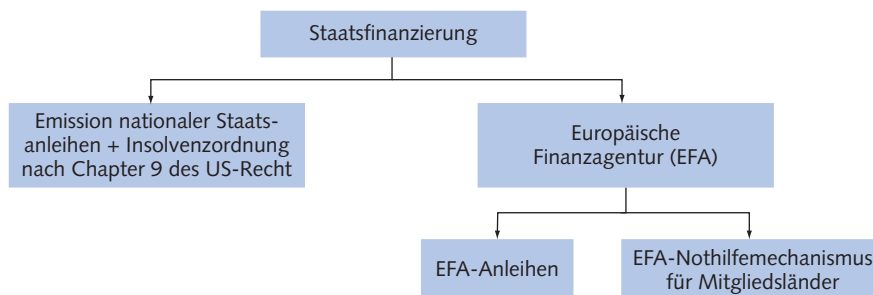 Staatsfinanzierung
Emission nationaler Staats-
anleihen + Insolvenzordnung
nach Chapter 9 des US-Recht
Europäische
Finanzagentur (EFA)
EFA-Anleihen
EFA-Nothilfemechanismus
für Mitgliedsländer